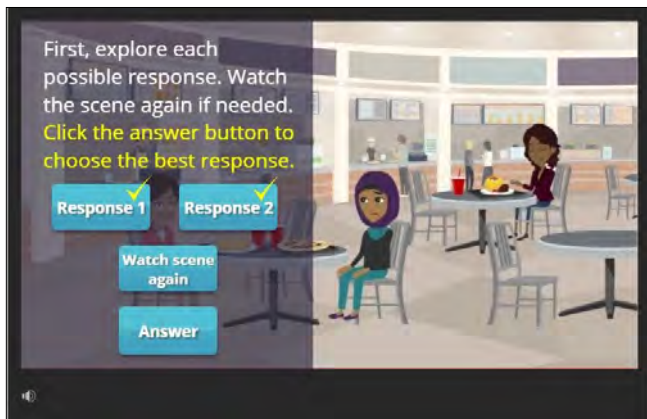 First, explore each
possible response. Watch
the scene again if needed.
Click the answer button to
choose the best response.
Response 1
Response 2
Watch scene
again
Answer